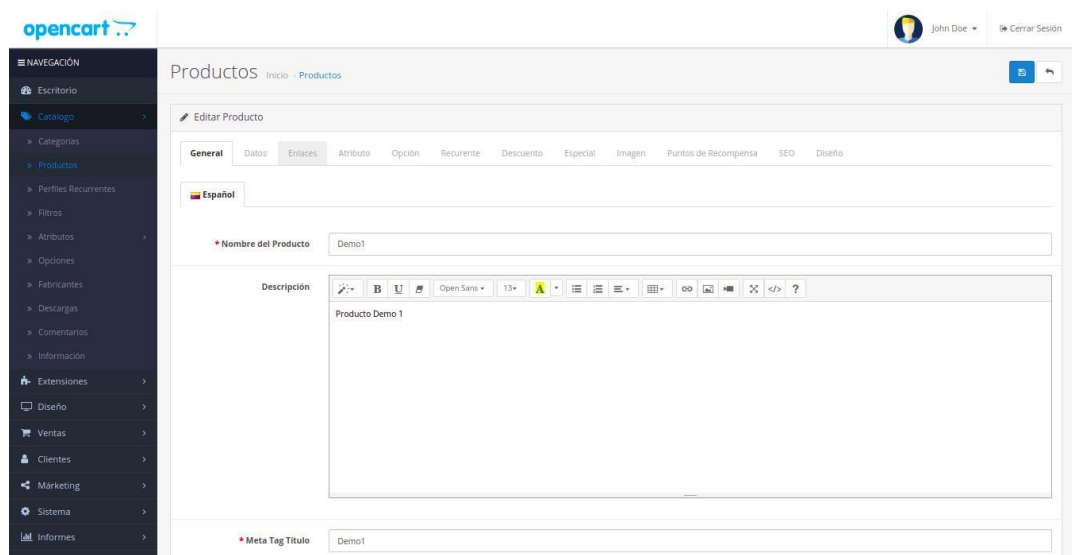 opencart
John Doe
Cerrar Sesión
NAVEGACIÓN
Escritorio
Catálogo
» Categorías
» Productos
» Perfiles Recurrentes
» Filtros
» Atributos
» Opciones
» Fabricantes
» Descargas
» Comentarios
» Información
Extensiones
Diseño
Ventas
Clientes
Márketing
Sistema
Informes
Productos Inicio › Productos
Editar Producto
General Datos Enlaces Atributo Opción Recurente Descuento Especial Imagen Puntos de Recompensa SEO Diseño
Español
* Nombre del Producto Demo1
Descripción
B U Open Sans 13 A </> ?
Producto Demo 1
* Meta Tag Título Demo1